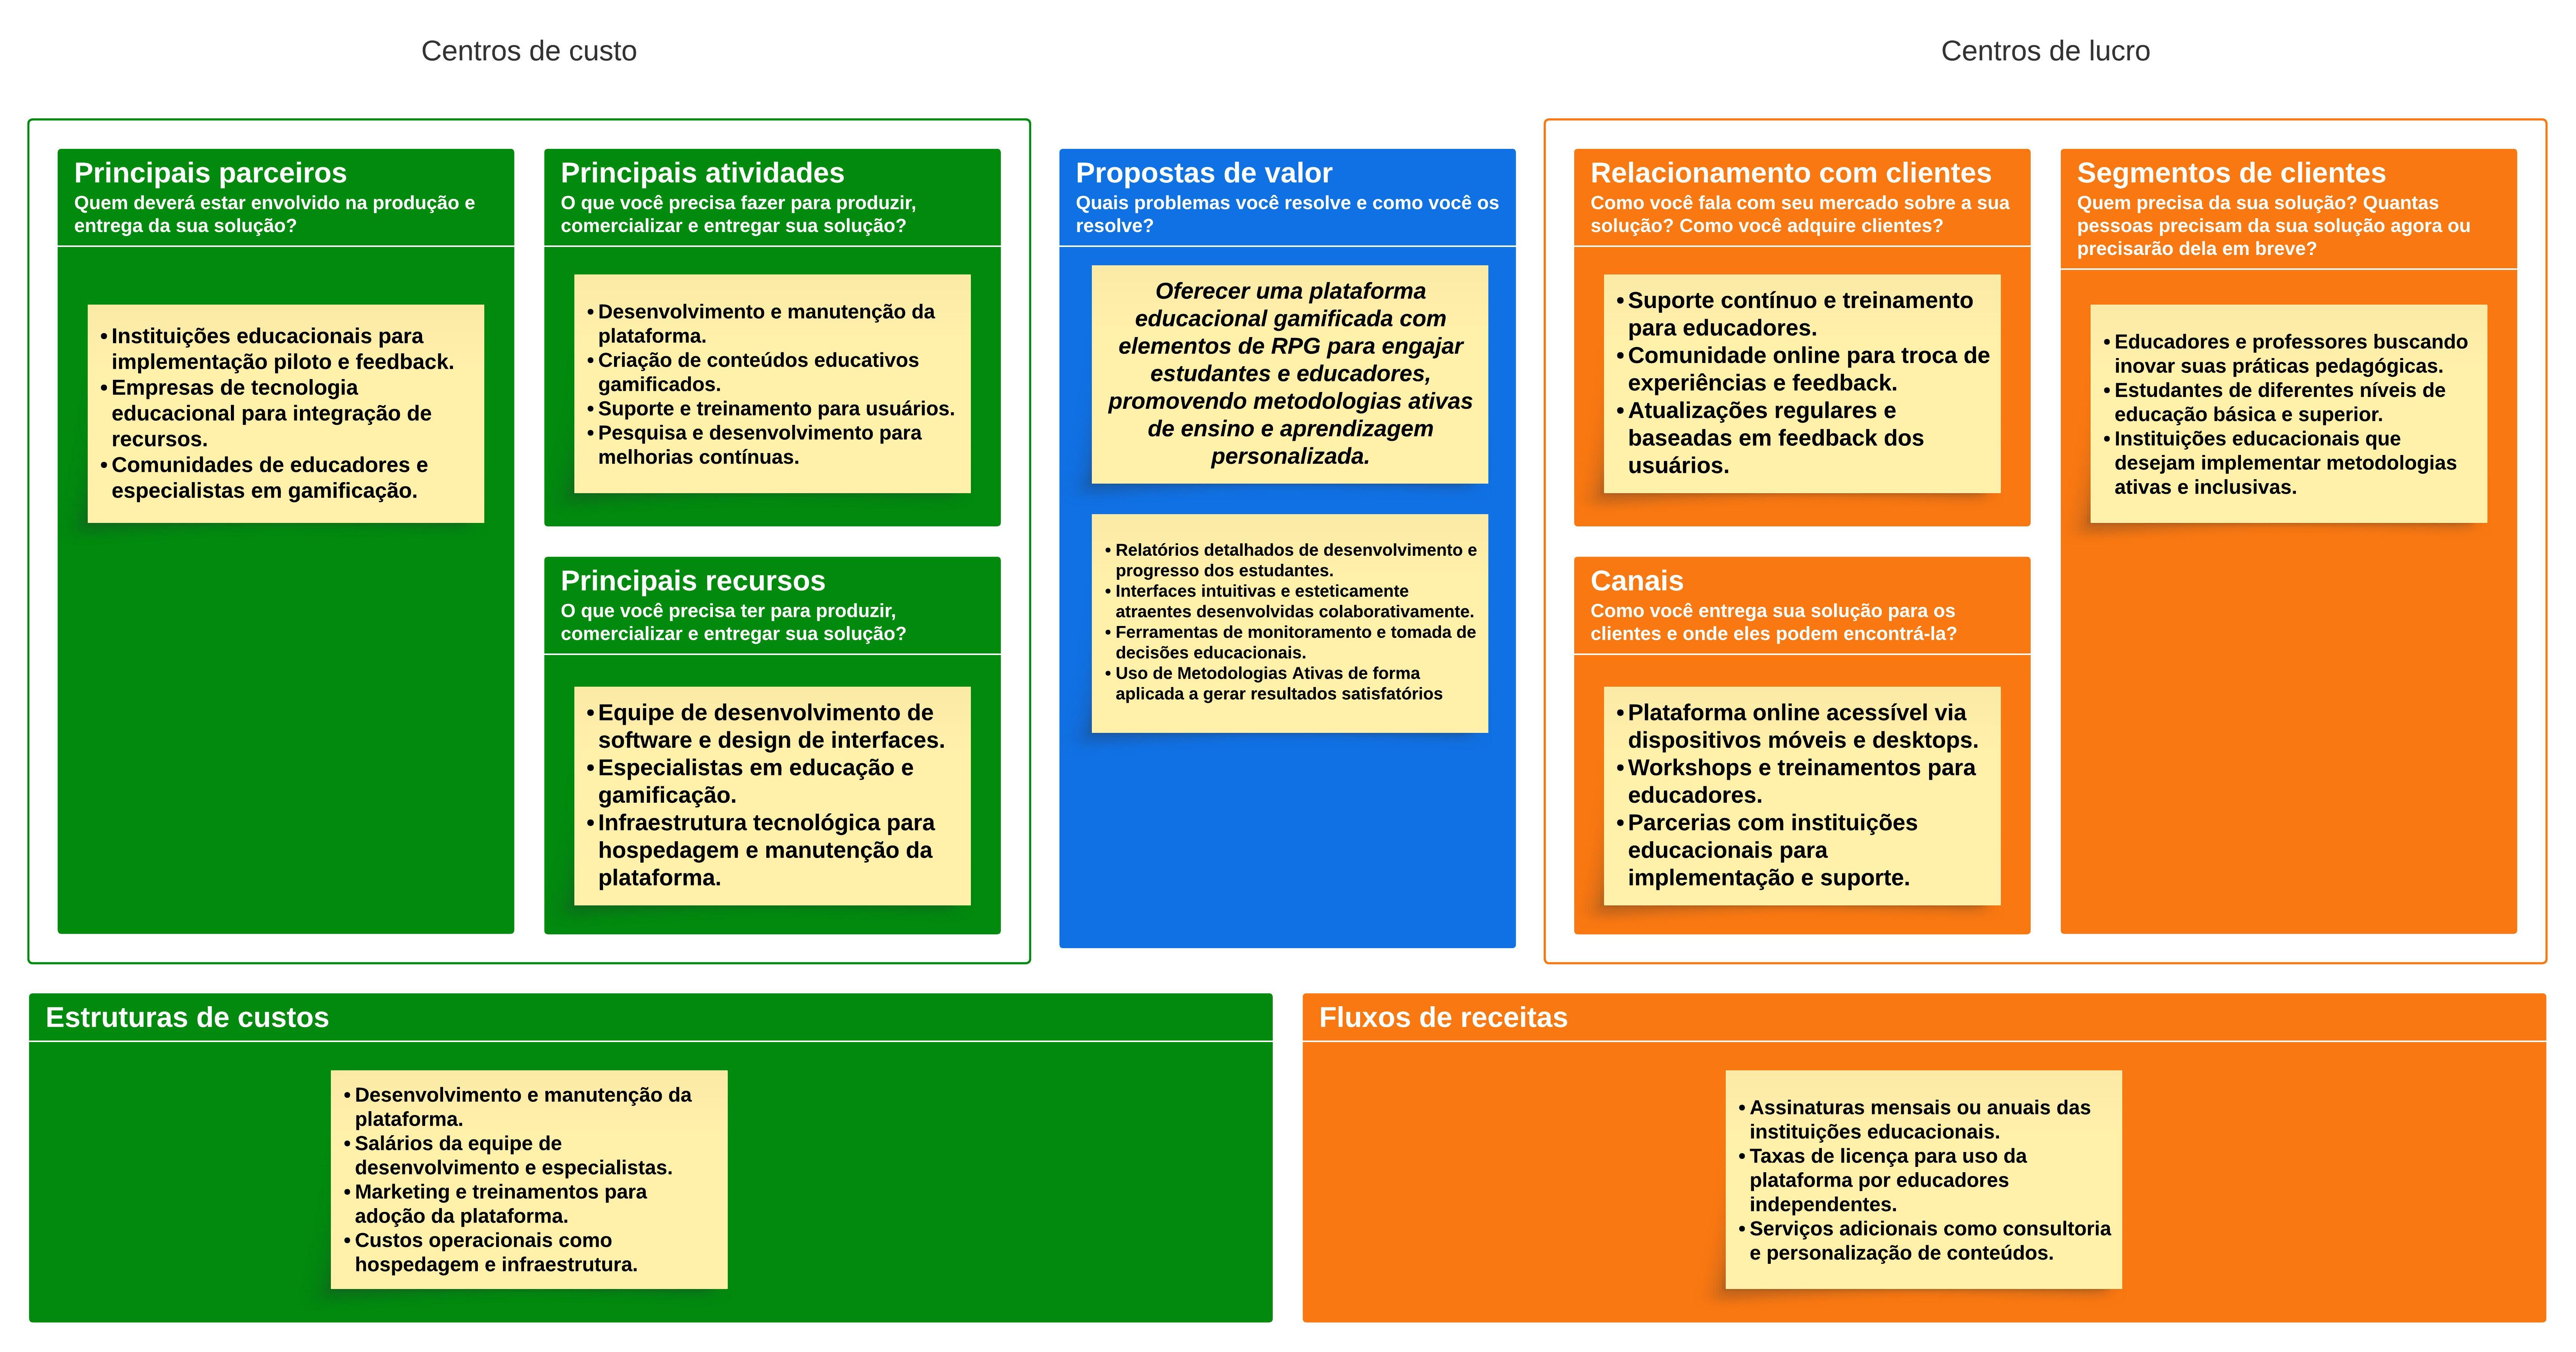 Centros de custo
Centros de lucro
Principais parceiros
Quem deverá estar envolvido na produção e
entrega da sua solução?
• Instituições educacionais para
implementação piloto e feedback.
• Empresas de tecnologia
educacional para integração de
recursos.
• Comunidades de educadores e
especialistas em gamificação.
Principais atividades
O que você precisa fazer para produzir,
comercializar e entregar sua solução?
• Desenvolvimento e manutenção da
plataforma.
• Criação de conteúdos educativos
gamificados.
• Suporte e treinamento para usuários.
• Pesquisa e desenvolvimento para
melhorias contínuas.
Principais recursos
O que você precisa ter para produzir,
comercializar e entregar sua solução?
• Equipe de desenvolvimento de
software e design de interfaces.
• Especialistas em educação e
gamificação.
• Infraestrutura tecnológica para
hospedagem e manutenção da
plataforma.
Propostas de valor
Quais problemas você resolve e como você os
resolve?
Oferecer uma plataforma
educacional gamificada com
elementos de RPG para engajar
estudantes e educadores,
promovendo metodologias ativas
de ensino e aprendizagem
personalizada.
• Relatórios detalhados de desenvolvimento e
progresso dos estudantes.
• Interfaces intuitivas e esteticamente
atraentes desenvolvidas colaborativamente.
• Ferramentas de monitoramento e tomada de
decisões educacionais.
• Uso de Metodologias Ativas de forma
aplicada a gerar resultados satisfatórios
Relacionamento com clientes
Como você fala com seu mercado sobre a sua
solução? Como você adquire clientes?
• Suporte contínuo e treinamento
para educadores.
• Comunidade online para troca de
experiências e feedback.
• Atualizações regulares e
baseadas em feedback dos
usuários.
Canais
Como você entrega sua solução para os
clientes e onde eles podem encontrá-la?
• Plataforma online acessível via
dispositivos móveis e desktops.
• Workshops e treinamentos para
educadores.
• Parcerias com instituições
educacionais para
implementação e suporte.
Segmentos de clientes
Quem precisa da sua solução? Quantas
pessoas precisam da sua solução agora ou
precisarão dela em breve?
• Educadores e professores buscando
inovar suas práticas pedagógicas.
• Estudantes de diferentes níveis de
educação básica e superior.
• Instituições educacionais que
desejam implementar metodologias
ativas e inclusivas.
Estruturas de custos
• Desenvolvimento e manutenção da
plataforma.
• Salários da equipe de
desenvolvimento e especialistas.
• Marketing e treinamentos para
adoção da plataforma.
• Custos operacionais como
hospedagem e infraestrutura.
Fluxos de receitas
• Assinaturas mensais ou anuais das
instituições educacionais.
• Taxas de licença para uso da
plataforma por educadores
independentes.
• Serviços adicionais como consultoria
e personalização de conteúdos.